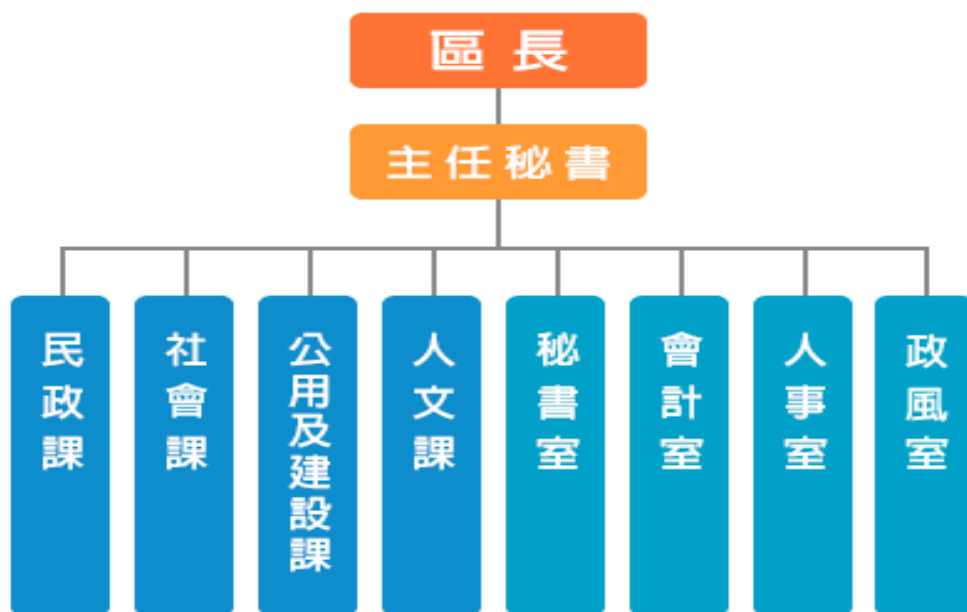 區長
主任秘書
民政課
社會課
公用及建設課
人文課
秘書室
會計室
人事室
政風室